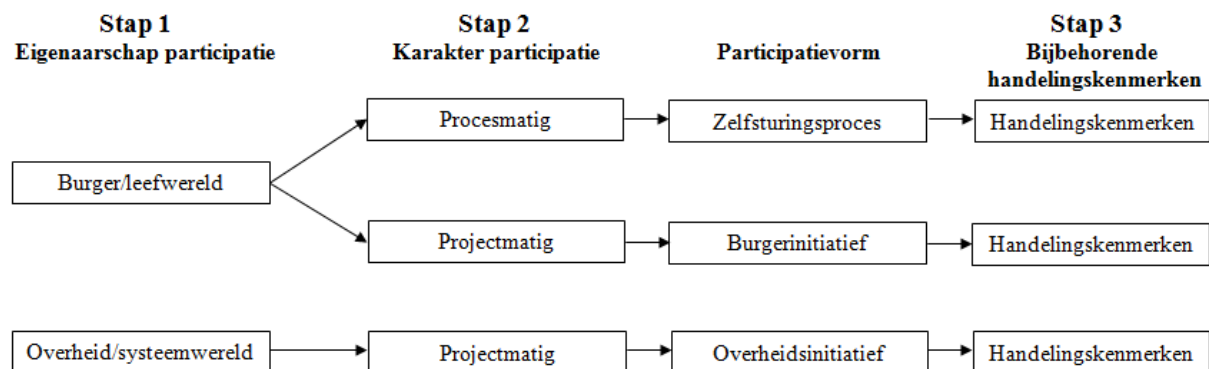 Stap 1
Eigenaarschap participatie
Stap 2
Karakter participatie
Participatievorm
Stap 3
Bijbehorende
handelingskenmerken
Procesmatig
Zelfsturingsproces
Handelingskenmerken
Burger/leefwereld
Projectmatig
Burgerinitiatief
Handelingskenmerken
Overheid/systeemwereld
Projectmatig
Overheidsinitiatief
Handelingskenmerken